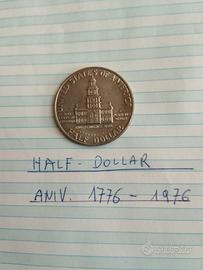 UNITED STATES OF AMERICA
HALF DOLLAR
HALF-DOLLAR
ANIV. 1776-1976